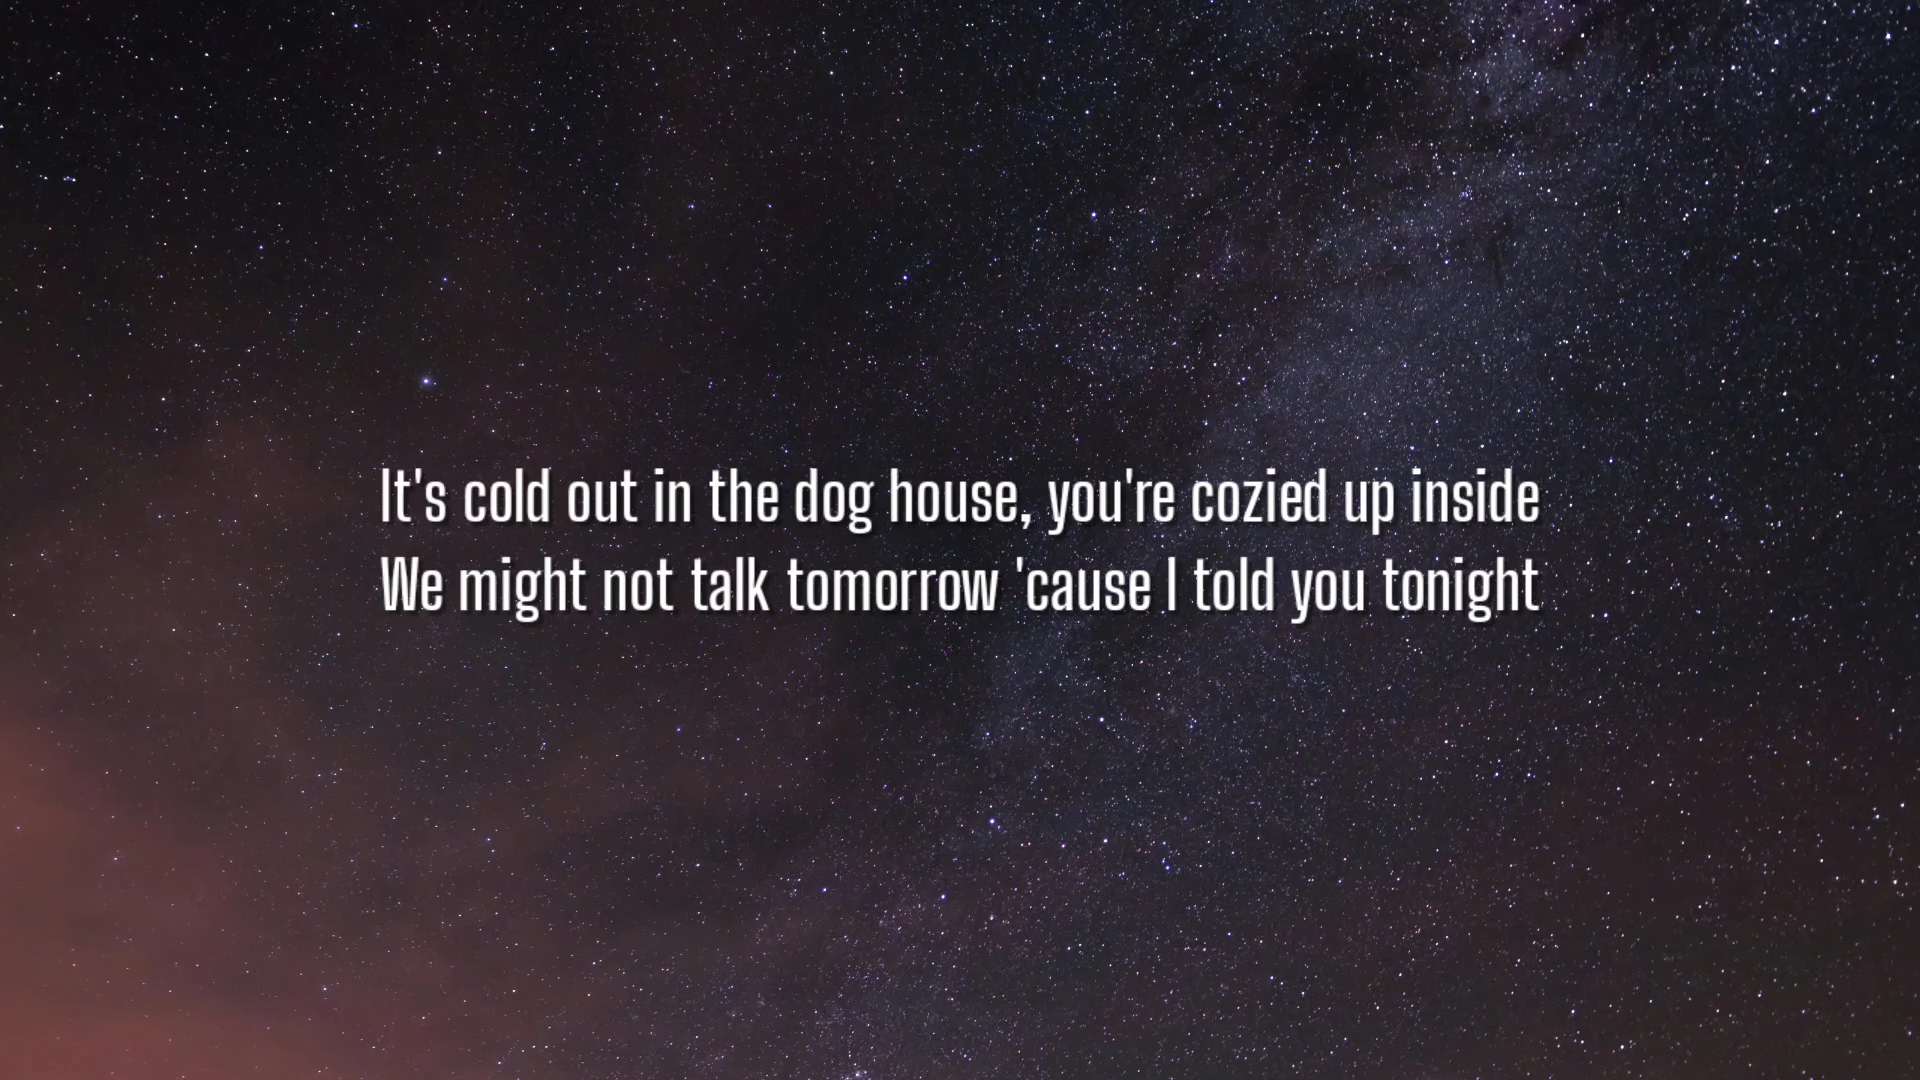 It's cold out in the dog house, you're cozied up inside
We might not talk tomorrow 'cause I told you tonight